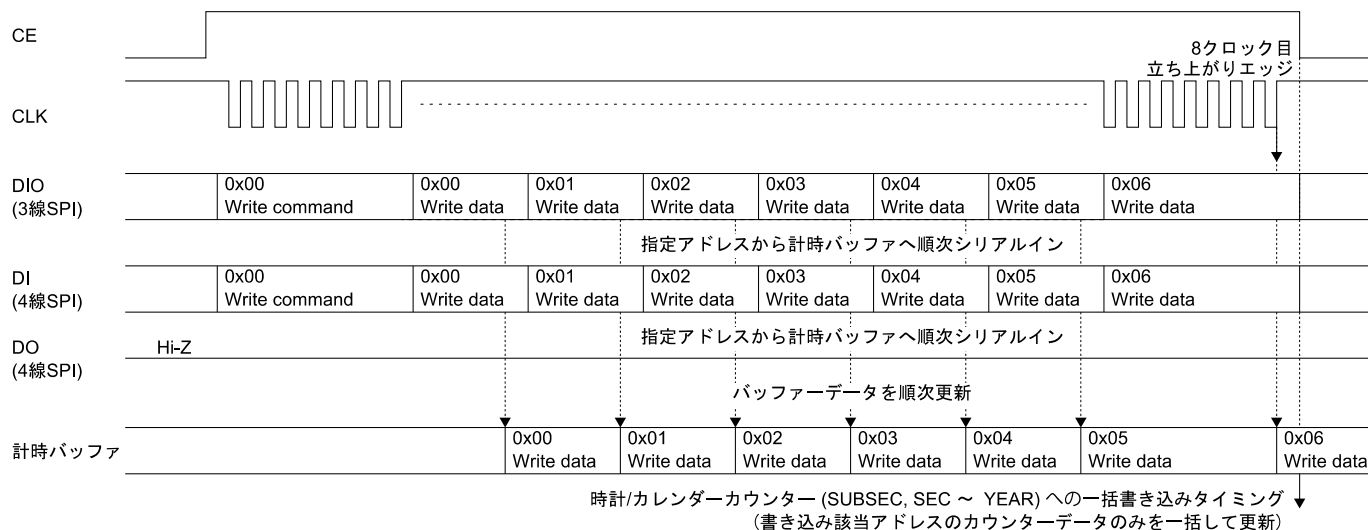 CE
8クロック目
立ち上がりエッジ
CLK
DIO
(3線SPI)
0x00
Write command
0x00
Write data
0x01
Write data
0x02
Write data
0x03
Write data
0x04
Write data
0x05
Write data
0x06
Write data
指定アドレスから計時バッファへ順次シリアルイン
DI
(4線SPI)
0x00
Write command
0x00
Write data
0x01
Write data
0x02
Write data
0x03
Write data
0x04
Write data
0x05
Write data
0x06
Write data
指定アドレスから計時バッファへ順次シリアルイン
DO
(4線SPI)
Hi-Z
バッファーデータを順次更新
計時バッファ
0x00
Write data
0x01
Write data
0x02
Write data
0x03
Write data
0x04
Write data
0x05
Write data
0x06
Write data
時計/カレンダーカウンター (SUBSEC, SEC ～ YEAR) への一括書き込みタイミング
(書き込み該当アドレスのカウンターデータのみを一括して更新)